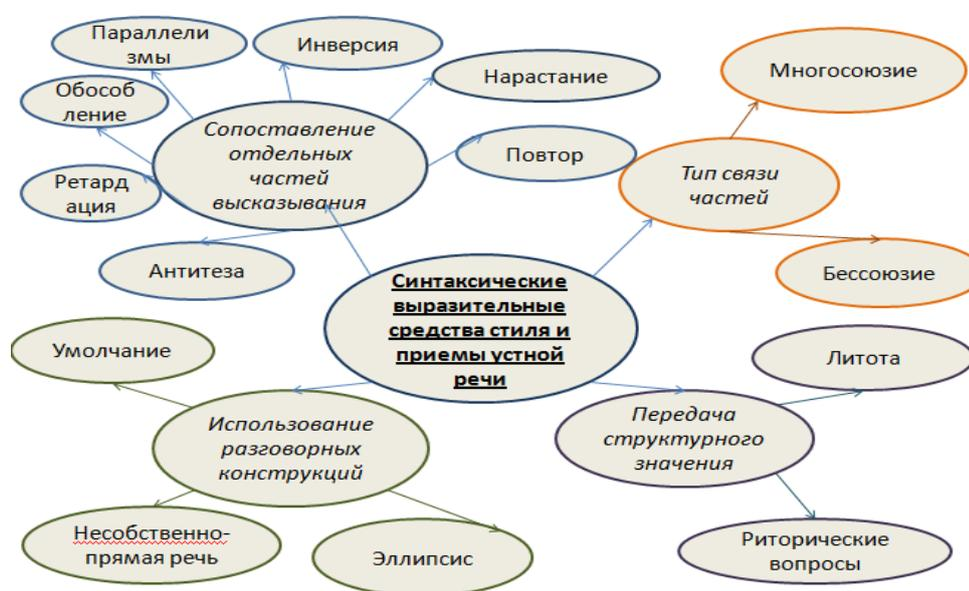 Параллели
змы
Инверсия
Нарастание
Обособ
ление
Сопоставление
отдельных
частей
высказывания
Повтор
Ретард
ация
Антитеза
Многосоюзие
Тип связи
частей
Бессоюзие
Синтаксические
выразительные
средства стиля и
приемы устной
речи
Умолчание
Использование
разговорных
конструкций
Несобственно-
прямая речь
Эллипсис
Передача
структурного
значения
Литота
Риторические
вопросы